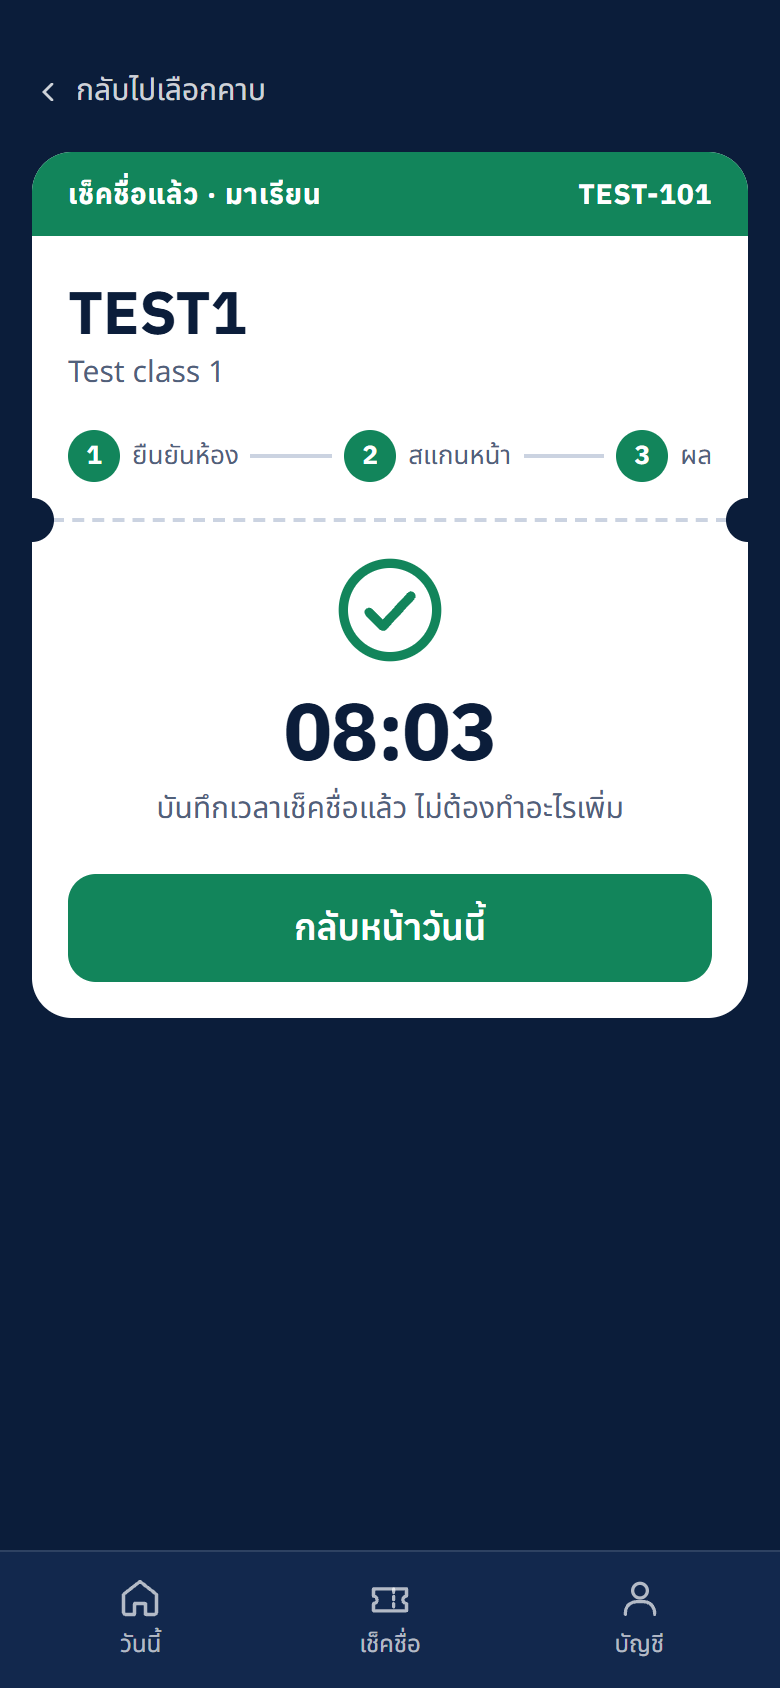 กลับไปเลือกคาบ
เช็คชื่อแล้ว · มาเรียน TEST-101
TEST1
Test class 1
1 ยืนยันห้อง 2 สแกนหน้า 3 ผล
08:03
บันทึกเวลาเช็คชื่อแล้ว ไม่ต้องทำอะไรเพิ่ม
กลับหน้าวันนี้
วันนี้ เช็คชื่อ บัญชี